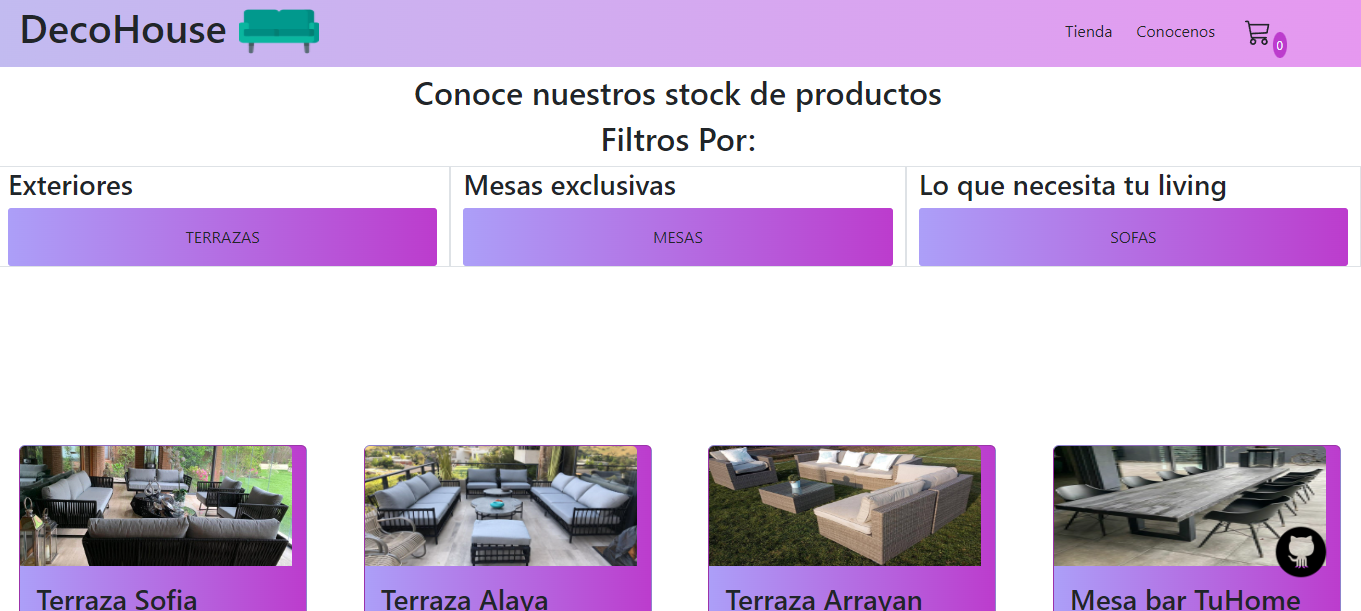 DecoHouse
Tienda Conocenos
0
Conoce nuestros stock de productos
Filtros Por:
Exteriores
TERRAZAS
Mesas exclusivas
MESAS
Lo que necesita tu living
SOFAS
Terraza Sofia
Terraza Alaya
Terraza Arrayan
Mesa bar TuHome